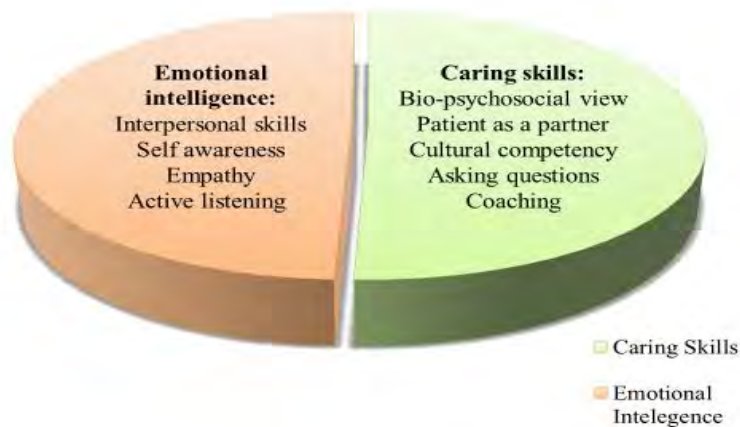 Emotional
intelligence:
Interpersonal skills
Self awareness
Empathy
Active listening
Caring skills:
Bio-psychosocial view
Patient as a partner
Cultural competency
Asking questions
Coaching
Caring Skills
Emotional
Intelegence